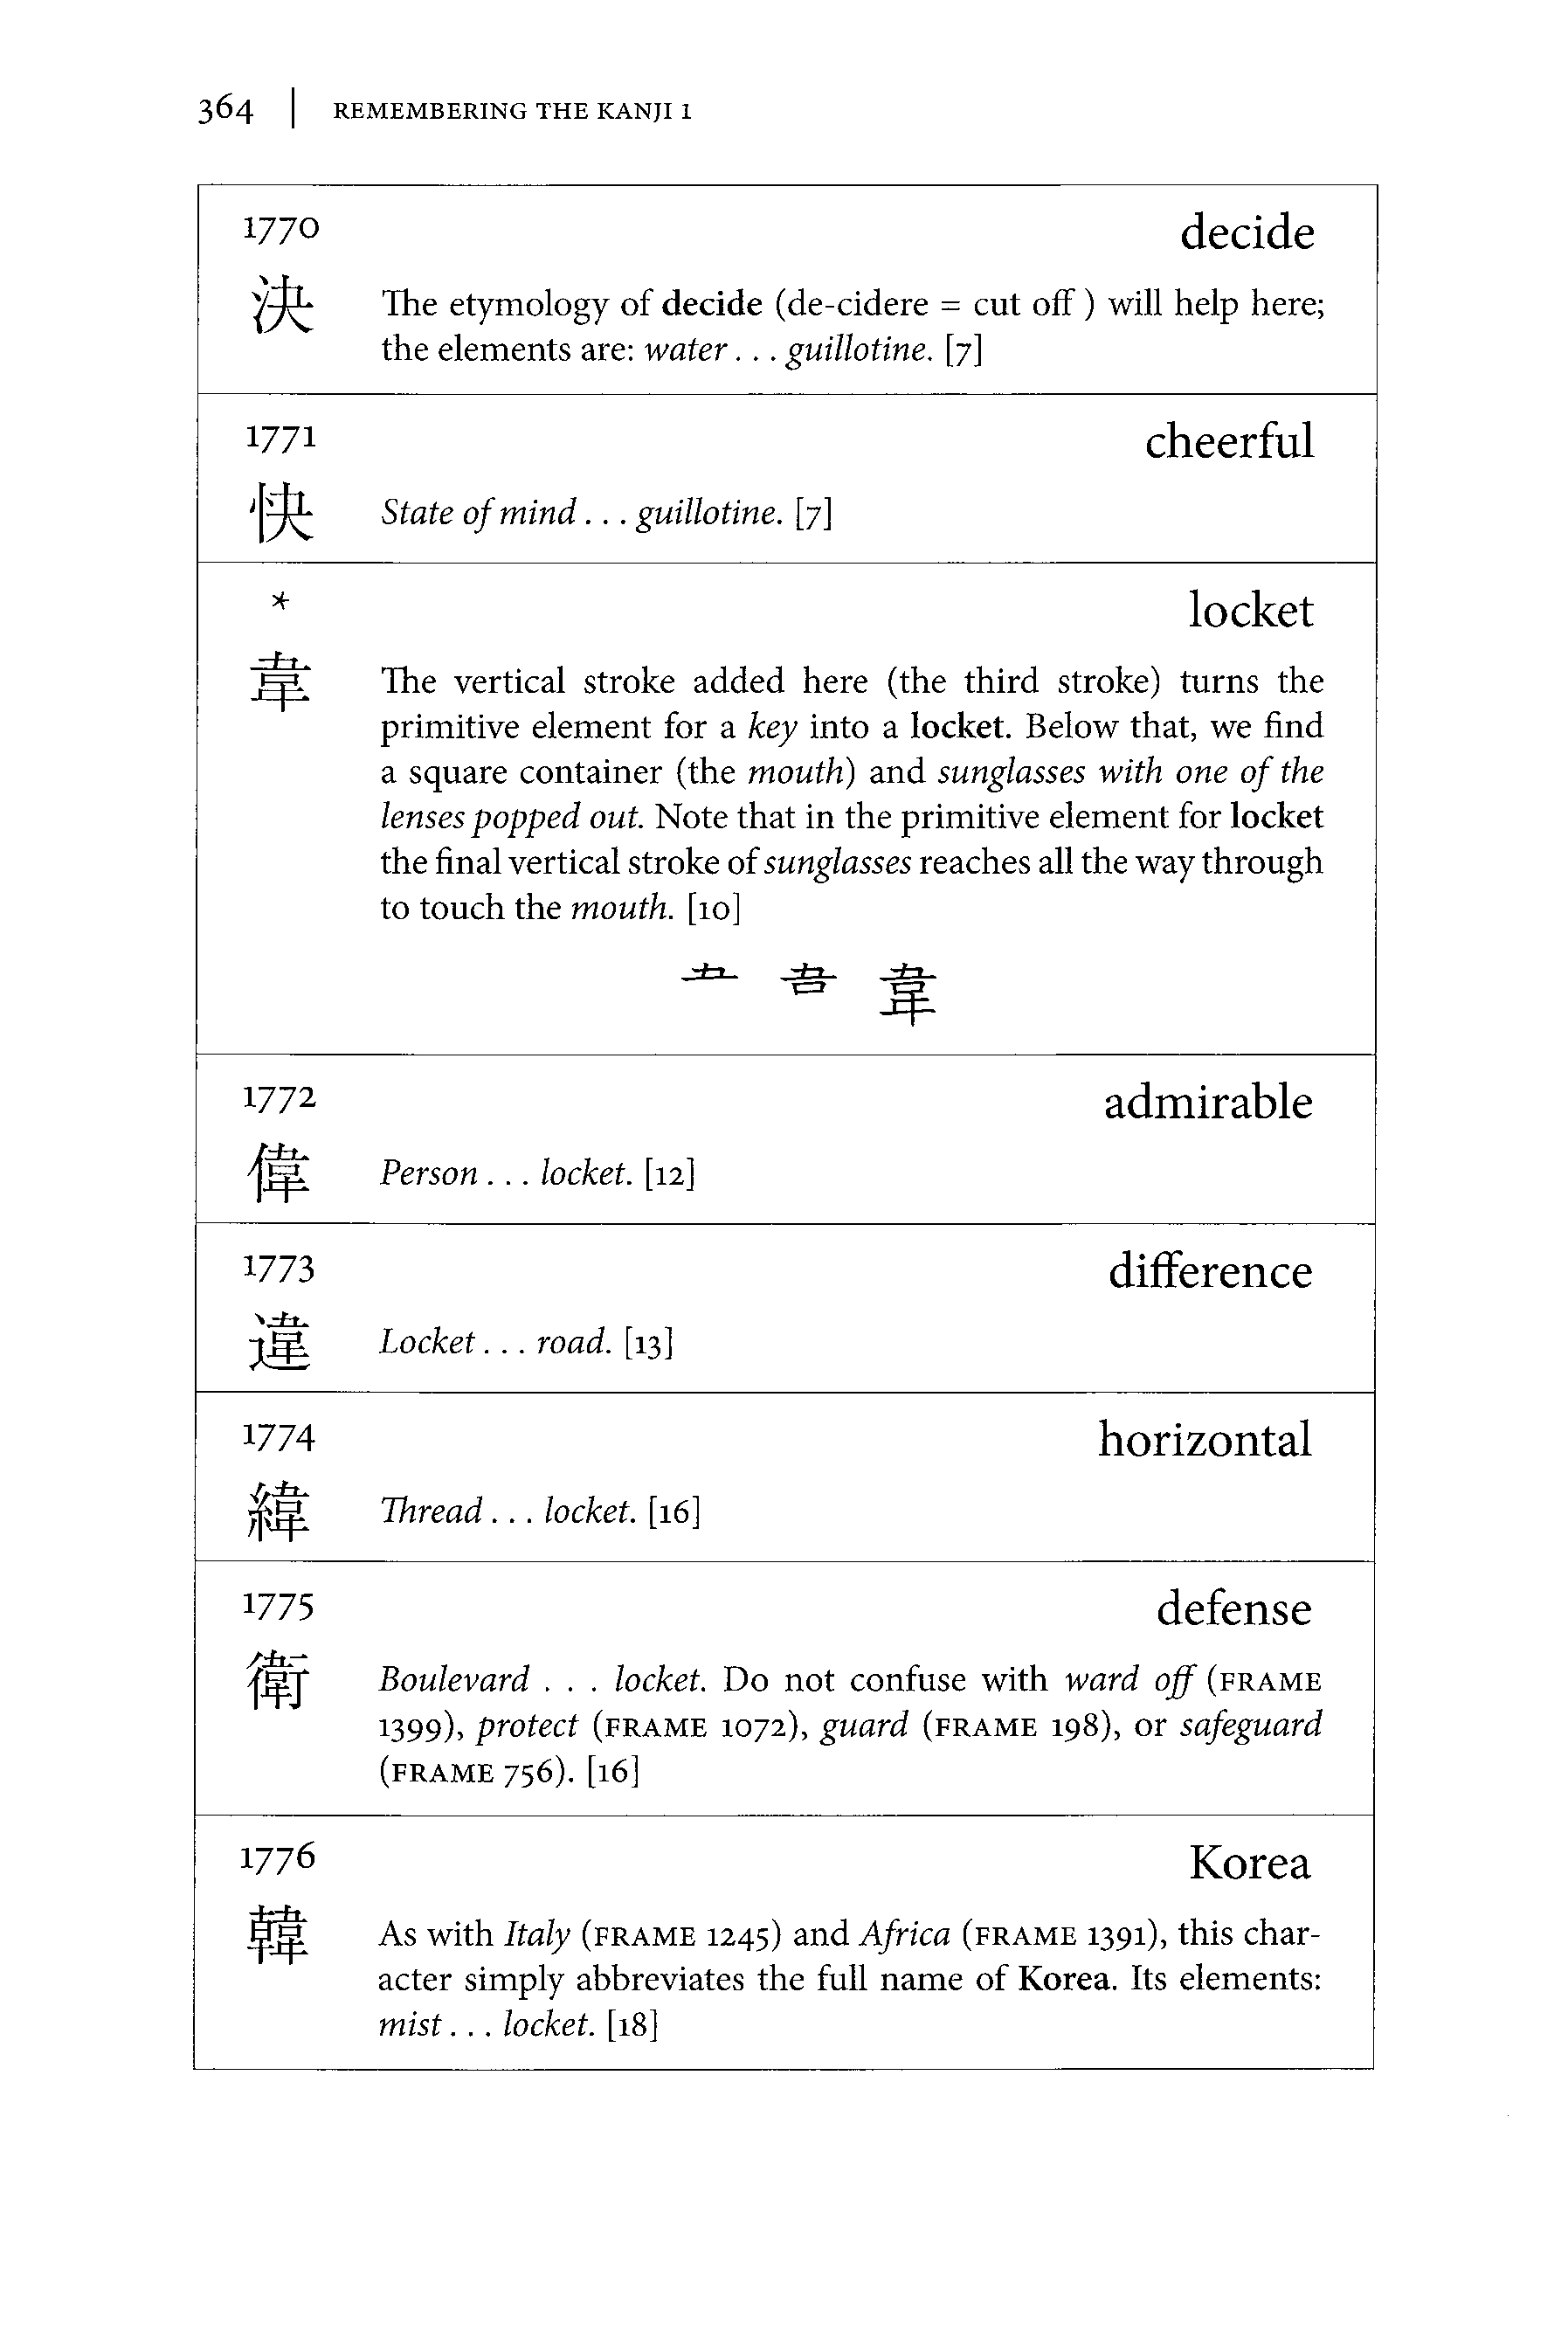 364 | REMEMBERING THE KANJI 1
1770 decide
決 The etymology of decide (de-cidere = cut off ) will help here;
the elements are: water. . . guillotine. [7]
1771 cheerful
快 State of mind . . . guillotine. [7]
* locket
韋 The vertical stroke added here (the third stroke) turns the
primitive element for a key into a locket. Below that, we find
a square container (the mouth) and sunglasses with one of the
lenses popped out. Note that in the primitive element for locket
the final vertical stroke of sunglasses reaches all the way through
to touch the mouth. [10]
韋
1772 admirable
偉 Person . . . locket. [12]
1773 difference
違 Locket . . . road. [13]
1774 horizontal
緯 Thread . . . locket. [16]
1775 defense
衛 Boulevard . . . locket. Do not confuse with ward off (FRAME
1399), protect (FRAME 1072), guard (FRAME 198), or safeguard
(FRAME 756). [16]
1776 Korea
韓 As with Italy (FRAME 1245) and Africa (FRAME 1391), this char-
acter simply abbreviates the full name of Korea. Its elements:
mist . . . locket. [18]